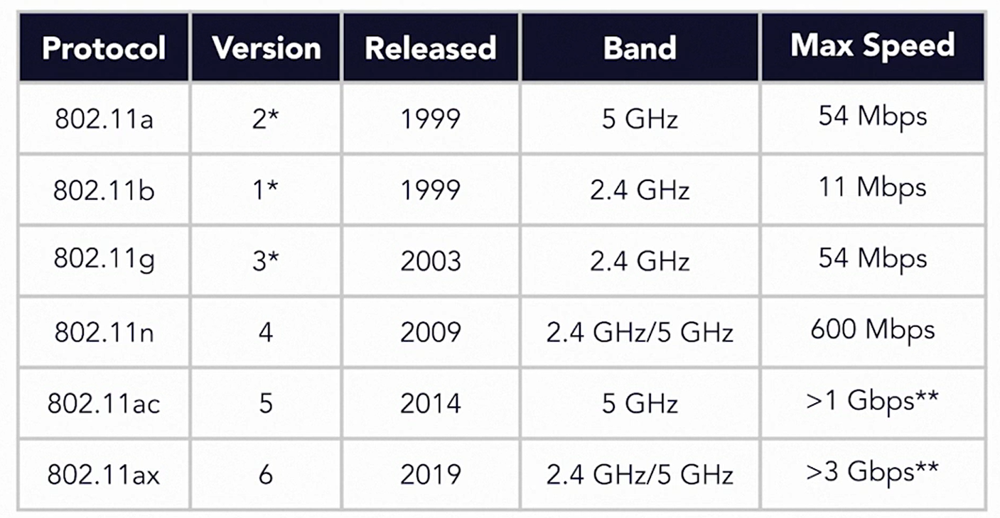 Protocol Version Released Band Max Speed
802.11a 2* 1999 5 GHz 54 Mbps
802.11b 1* 1999 2.4 GHz 11 Mbps
802.11g 3* 2003 2.4 GHz 54 Mbps
802.11n 4 2009 2.4 GHz/5 GHz 600 Mbps
802.11ac 5 2014 5 GHz >1 Gbps**
802.11ax 6 2019 2.4 GHz/5 GHz >3 Gbps**